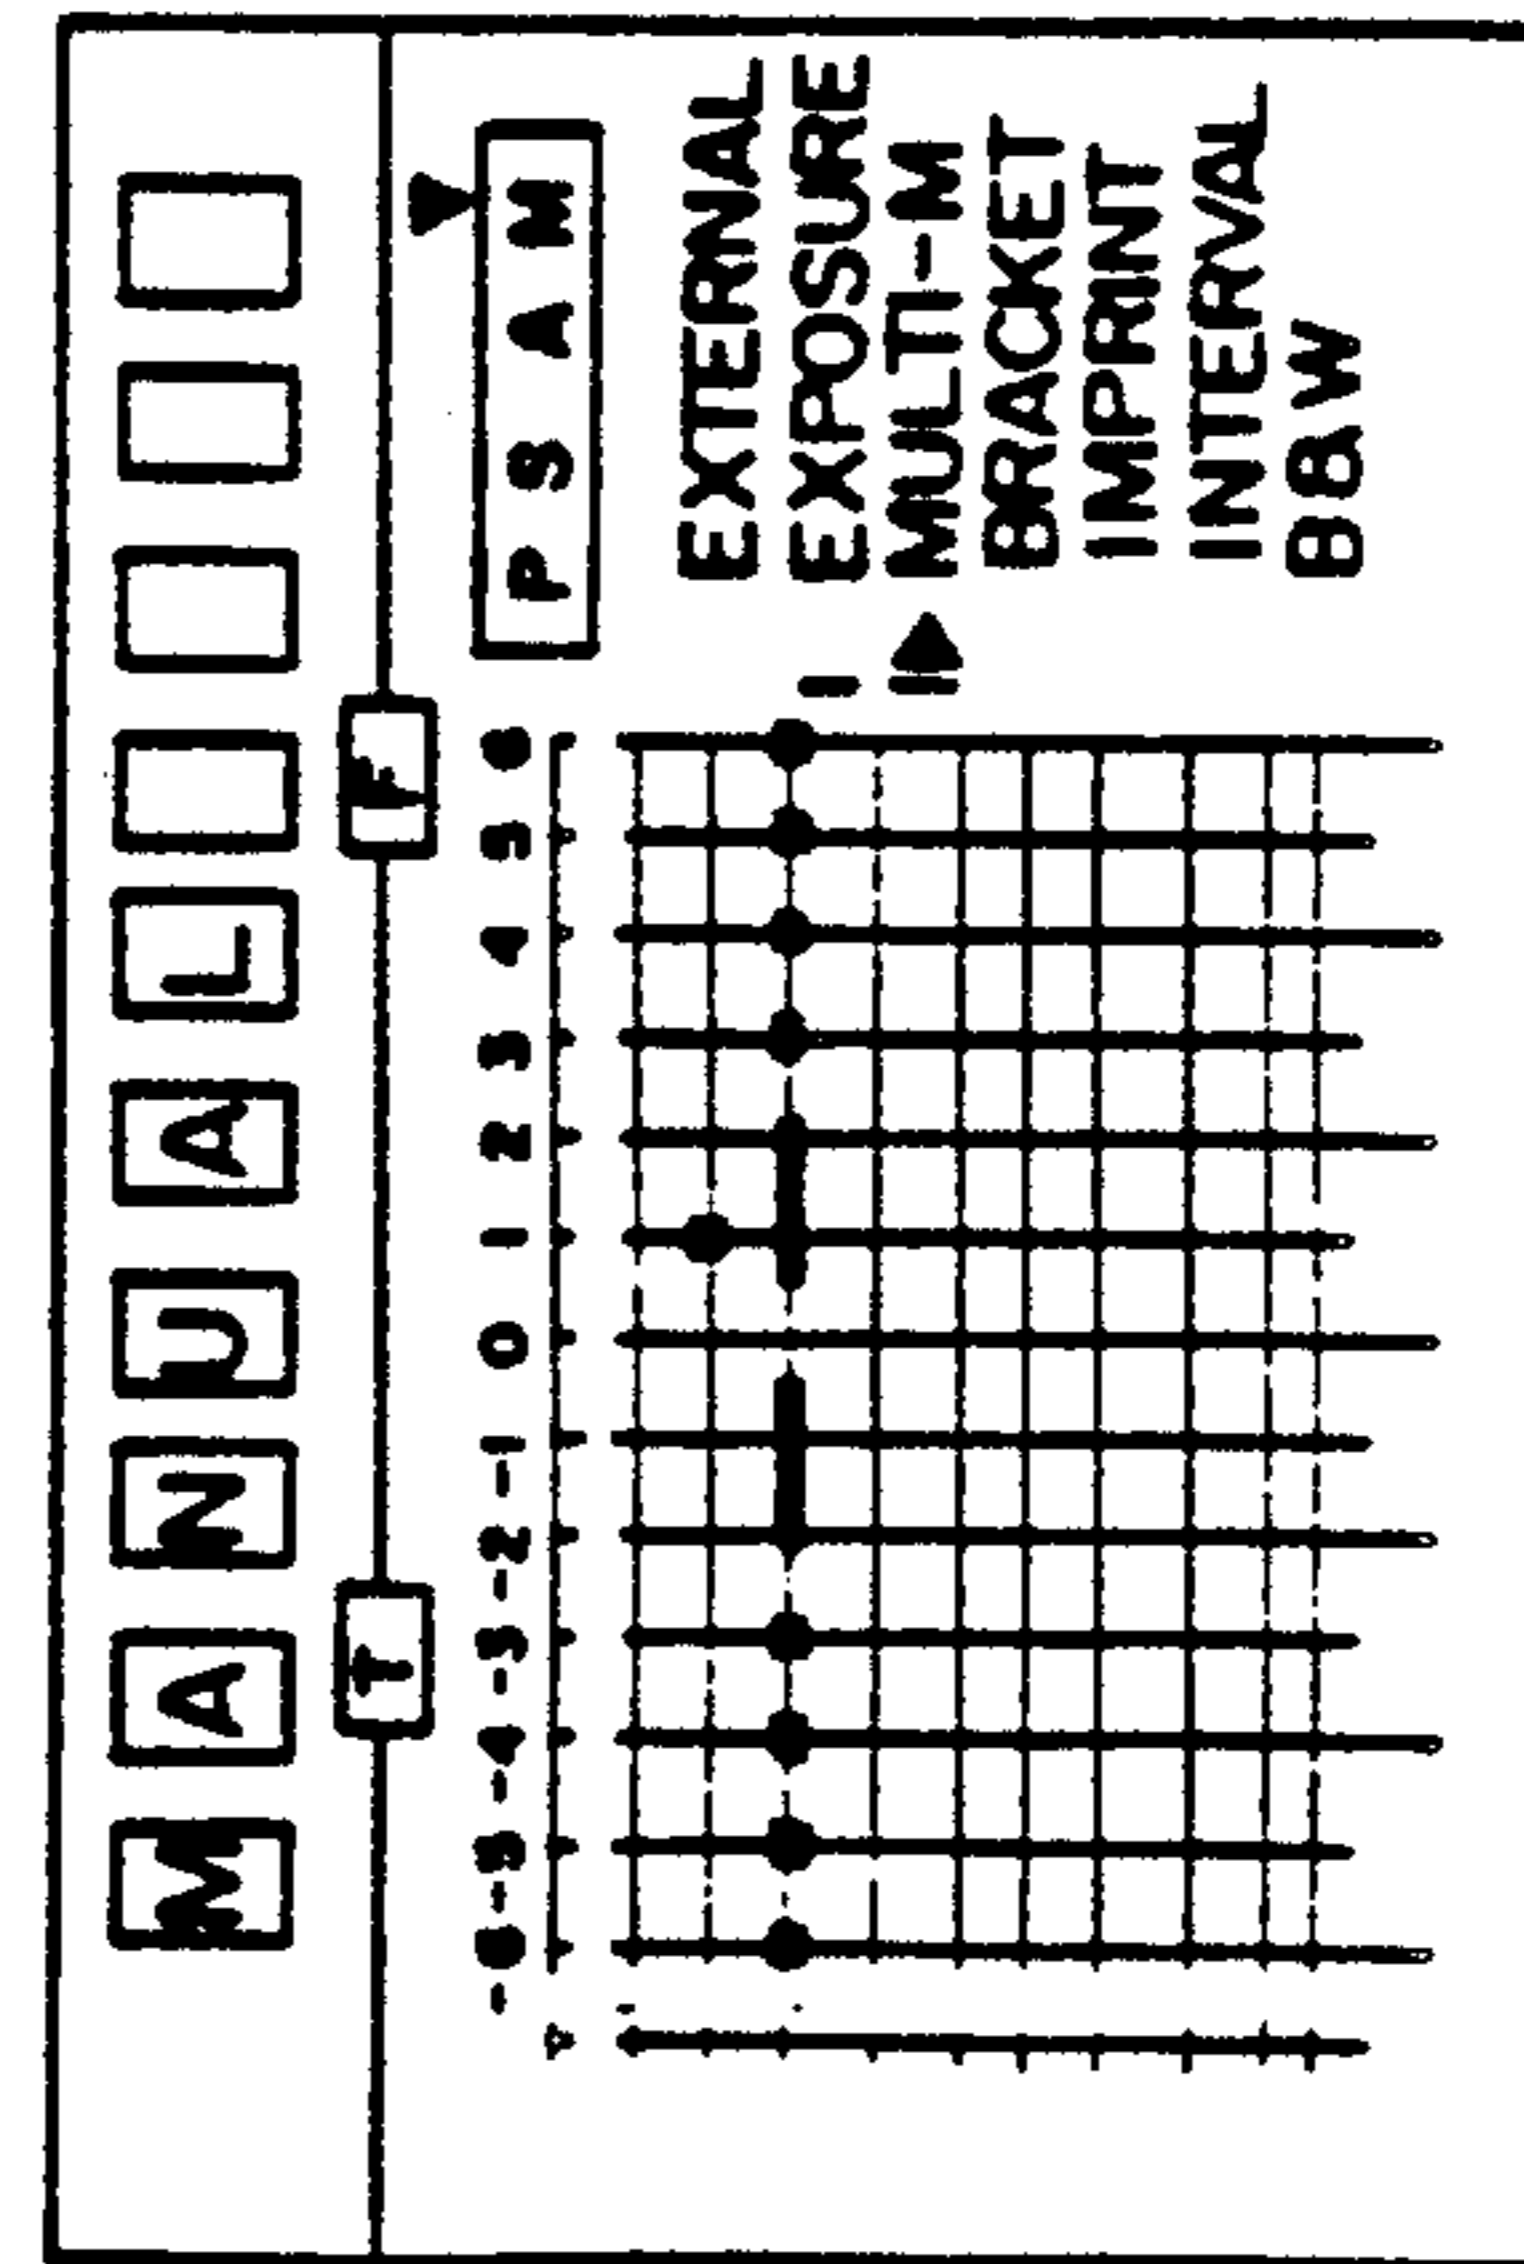 MANUAL
T F
-6 -5 -4 -3 -2 -1 0 1 2 3 4 5 6
P S A M
EXTERNAL
EXPOSURE
MULTI-M
BRACKET
IMPRINT
INTERVAL
B&W